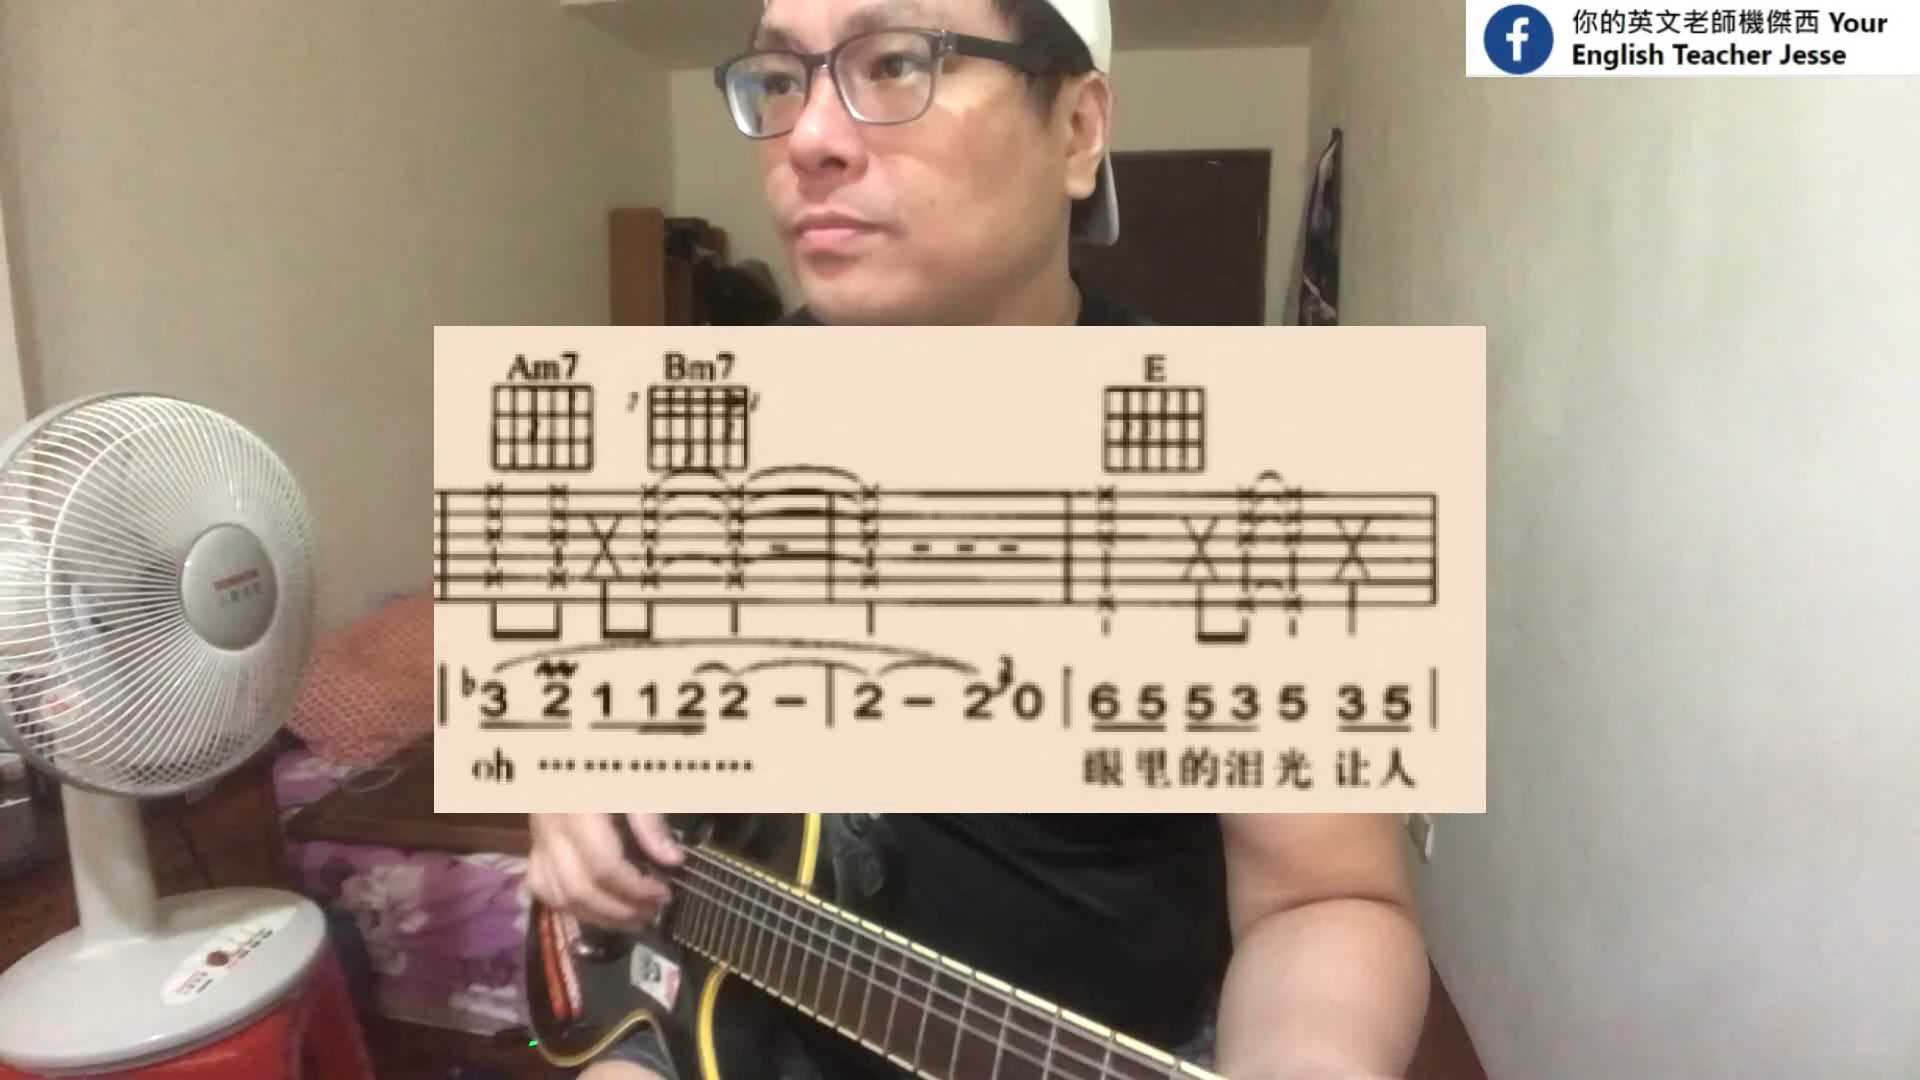 你的英文老師機傑西 Your
English Teacher Jesse
Am7 Bm7 E
7
| ♭3 2 1 1 2 2 – | 2 – 2 0 | 6 5 5 3 5 3 5 |
oh ·················· 眼里的泪光 让人